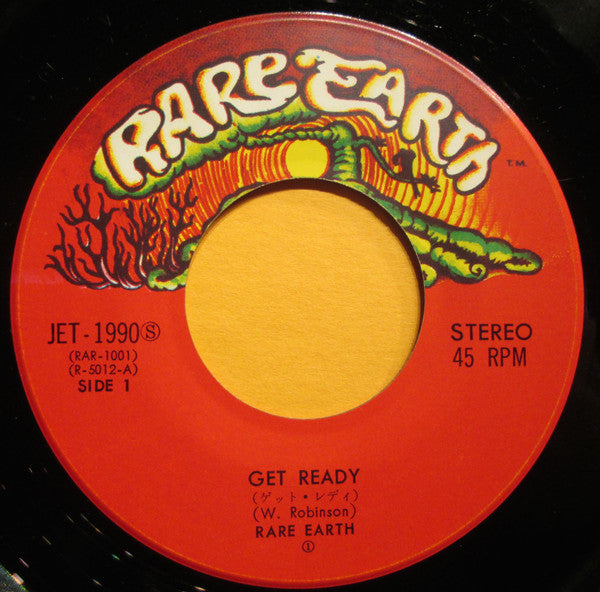 RARE EARTH
T.M.
JET-1990Ⓢ
(RAR-1001)
(R-5012-A)
SIDE 1
STEREO
45 RPM
GET READY
(ゲット・レディ)
(W. Robinson)
RARE EARTH
①